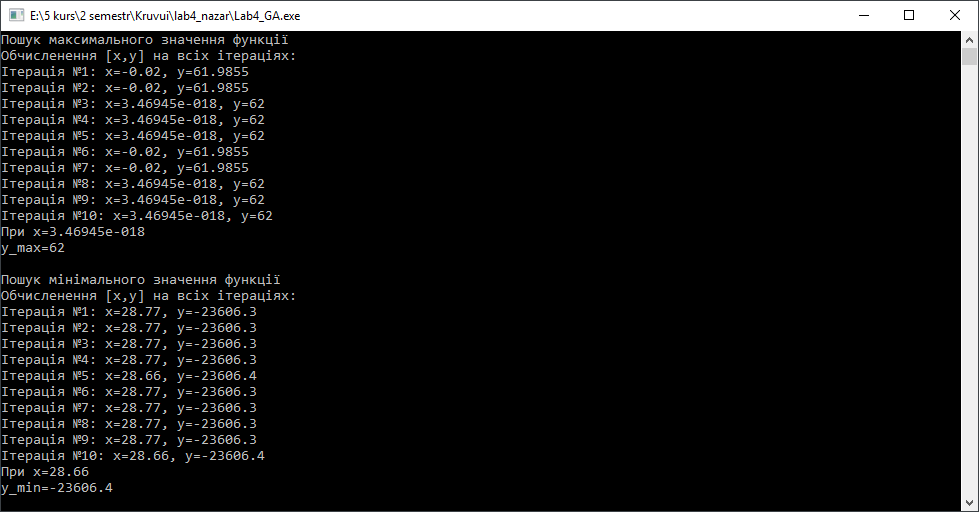 E:\5 kurs\2 semestr\Kruvui\lab4_nazar\Lab4_GA.exe
Пошук максимального значення функції
Обчисленення [x,y] на всіх ітераціях:
Ітерація №1: x=-0.02, y=61.9855
Ітерація №2: x=-0.02, y=61.9855
Ітерація №3: x=3.46945e-018, y=62
Ітерація №4: x=3.46945e-018, y=62
Ітерація №5: x=3.46945e-018, y=62
Ітерація №6: x=-0.02, y=61.9855
Ітерація №7: x=-0.02, y=61.9855
Ітерація №8: x=3.46945e-018, y=62
Ітерація №9: x=3.46945e-018, y=62
Ітерація №10: x=3.46945e-018, y=62
При x=3.46945e-018
y_max=62
Пошук мінімального значення функції
Обчисленення [x,y] на всіх ітераціях:
Ітерація №1: x=28.77, y=-23606.3
Ітерація №2: x=28.77, y=-23606.3
Ітерація №3: x=28.77, y=-23606.3
Ітерація №4: x=28.77, y=-23606.3
Ітерація №5: x=28.66, y=-23606.4
Ітерація №6: x=28.77, y=-23606.3
Ітерація №7: x=28.77, y=-23606.3
Ітерація №8: x=28.77, y=-23606.3
Ітерація №9: x=28.77, y=-23606.3
Ітерація №10: x=28.66, y=-23606.4
При x=28.66
y_min=-23606.4